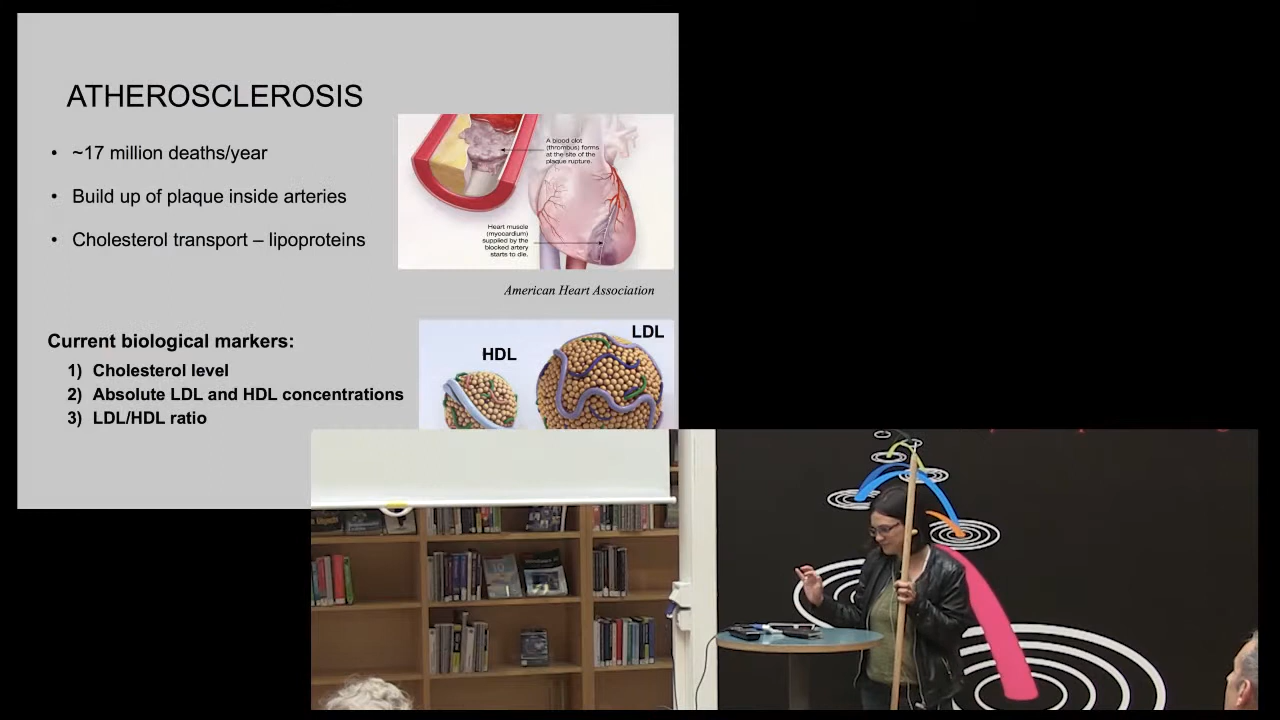 ATHEROSCLEROSIS
• ~17 million deaths/year
• Build up of plaque inside arteries
• Cholesterol transport – lipoproteins
A blood clot
(thrombus) forms
at the site of the
plaque rupture.
Heart muscle
(myocardium)
supplied by the
blocked artery
starts to die.
American Heart Association
Current biological markers:
1) Cholesterol level
2) Absolute LDL and HDL concentrations
3) LDL/HDL ratio
HDL
LDL